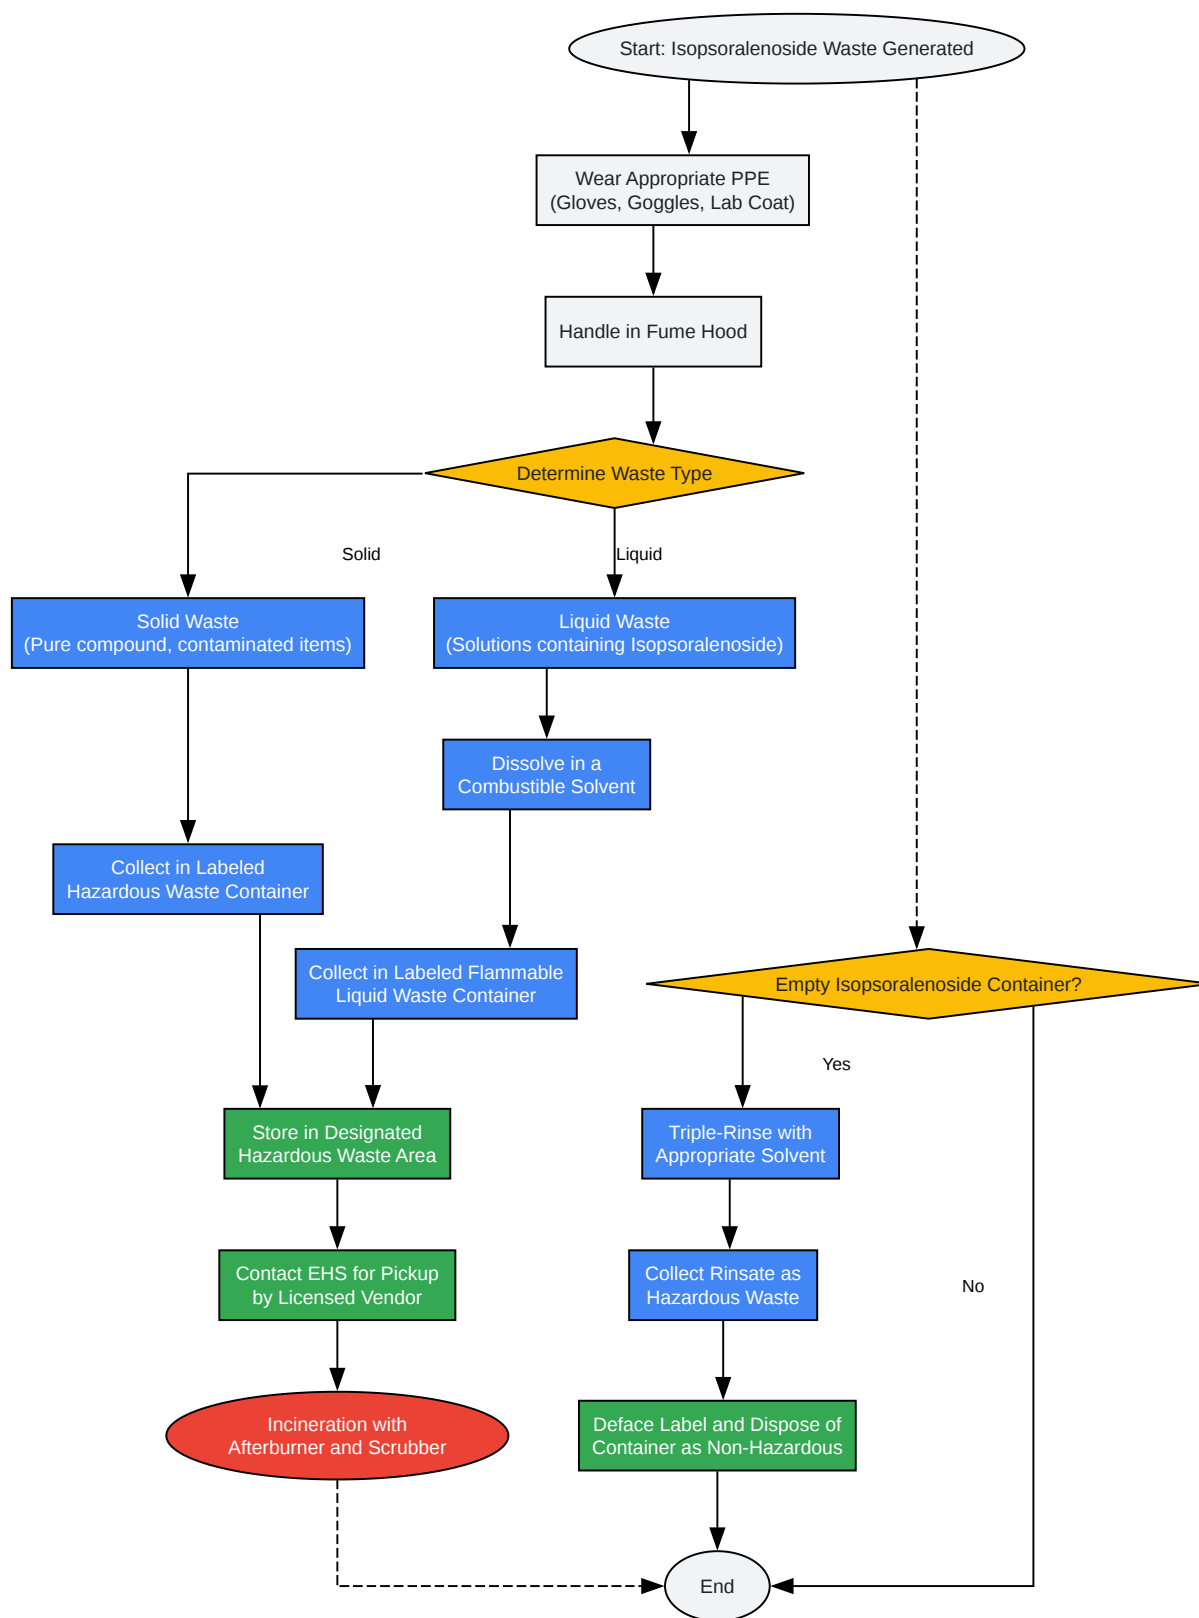 Start: Isopsoralenoside Waste Generated
Wear Appropriate PPE
(Gloves, Goggles, Lab Coat)
Handle in Fume Hood
Determine Waste Type
Solid
Liquid
Solid Waste
(Pure compound, contaminated items)
Liquid Waste
(Solutions containing Isopsoralenoside)
Dissolve in a
Combustible Solvent
Collect in Labeled
Hazardous Waste Container
Collect in Labeled Flammable
Liquid Waste Container
Empty Isopsoralenoside Container?
Yes
Store in Designated
Hazardous Waste Area
Triple-Rinse with
Appropriate Solvent
Contact EHS for Pickup
by Licensed Vendor
Collect Rinsate as
Hazardous Waste
No
Incineration with
Afterburner and Scrubber
Deface Label and Dispose of
Container as Non-Hazardous
End